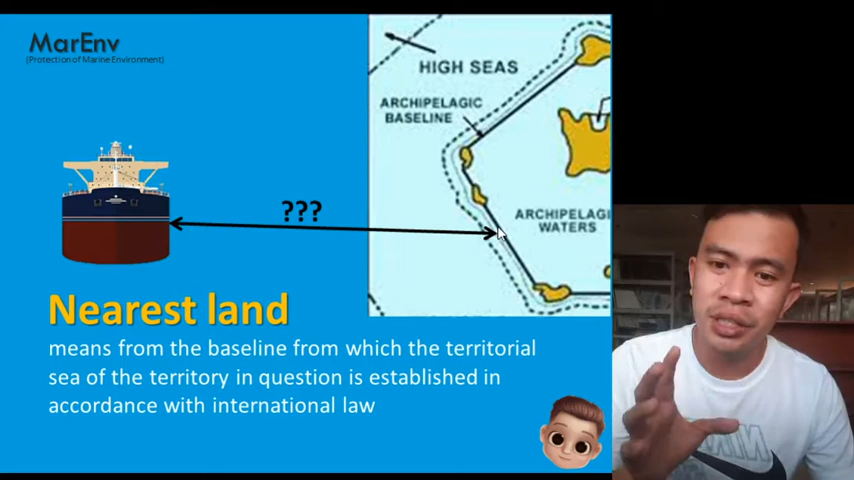 MarEnv
(Protection of Marine Environment)
HIGH SEAS
ARCHIPELAGIC
BASELINE
???
ARCHIPELAGI
WATERS
Nearest land
means from the baseline from which the territorial
sea of the territory in question is established in
accordance with international law